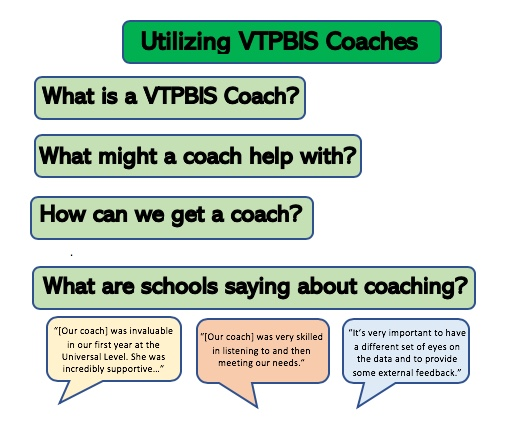 Utilizing VTPBIS Coaches
What is a VTPBIS Coach?
What might a coach help with?
How can we get a coach?
.
What are schools saying about coaching?
"[Our coach] was invaluable
in our first year at the
Universal Level. She was
incredibly supportive..."
"[Our coach] was very skilled
in listening to and then
meeting our needs."
"It's very important to have
a different set of eyes on
the data and to provide
some external feedback."